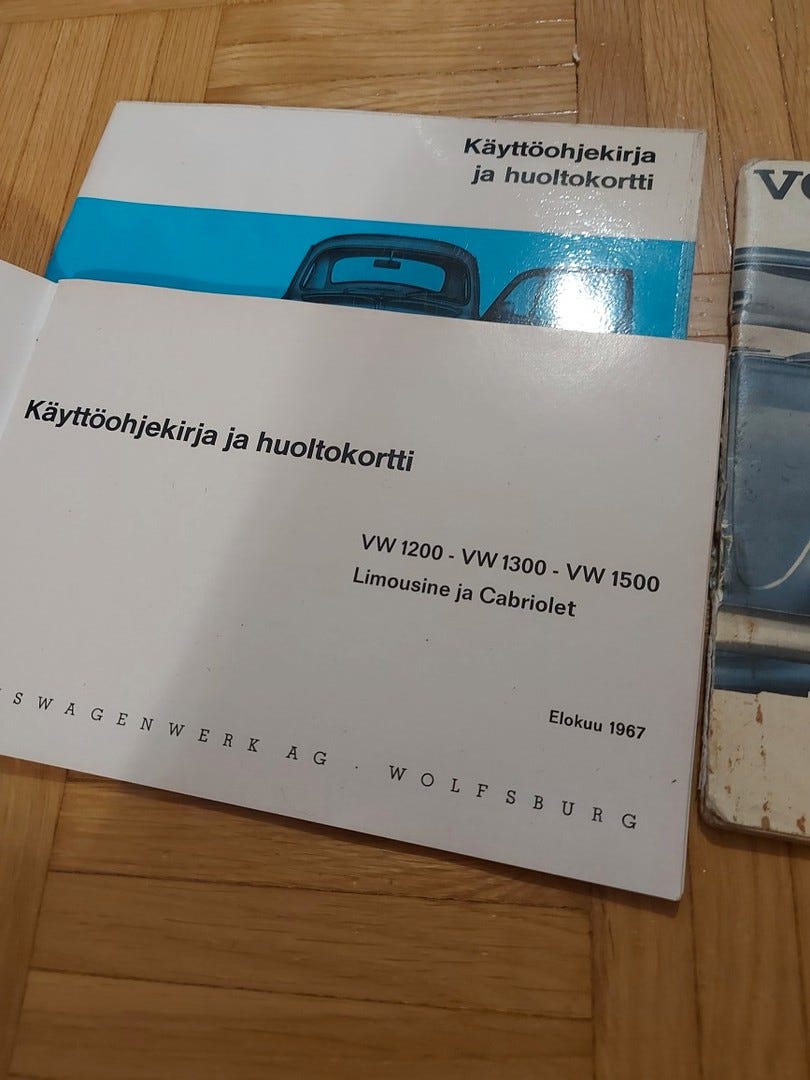 Käyttöohjekirja
ja huoltokortti
Käyttöohjekirja ja huoltokortti
VW 1200 - VW 1300 - VW 1500
Limousine ja Cabriolet
Elokuu 1967
SWAGENWERK AG · WOLFSBURG